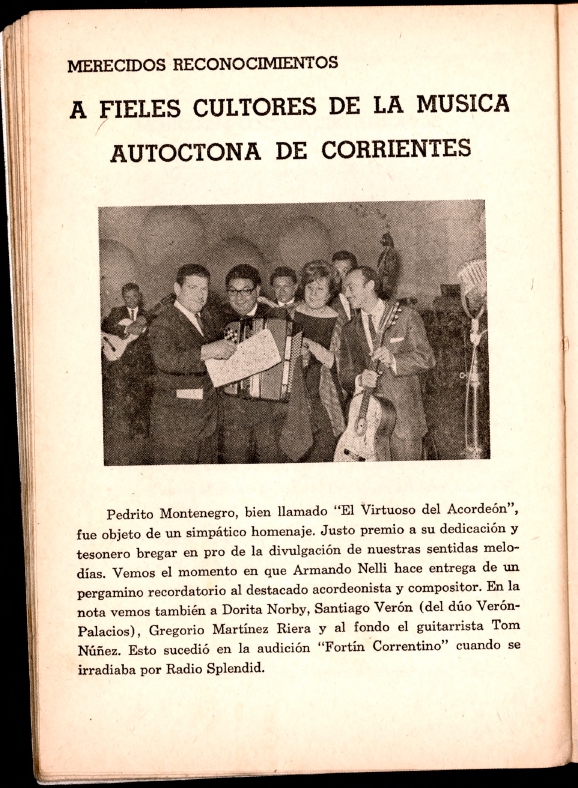 MERECIDOS RECONOCIMIENTOS
A FIELES CULTORES DE LA MUSICA
AUTOCTONA DE CORRIENTES
Pedrito Montenegro, bien llamado "El Virtuoso del Acordeón",
fue objeto de un simpático homenaje. Justo premio a su dedicación y
tesonero bregar en pro de la divulgación de nuestras sentidas melo-
días. Vemos el momento en que Armando Nelli hace entrega de un
pergamino recordatorio al destacado acordeonista y compositor. En la
nota vemos también a Dorita Norby, Santiago Verón (del dúo Verón-
Palacios), Gregorio Martínez Riera y al fondo el guitarrista Tom
Núñez. Esto sucedió en la audición "Fortín Correntino" cuando se
irradiaba por Radio Splendid.